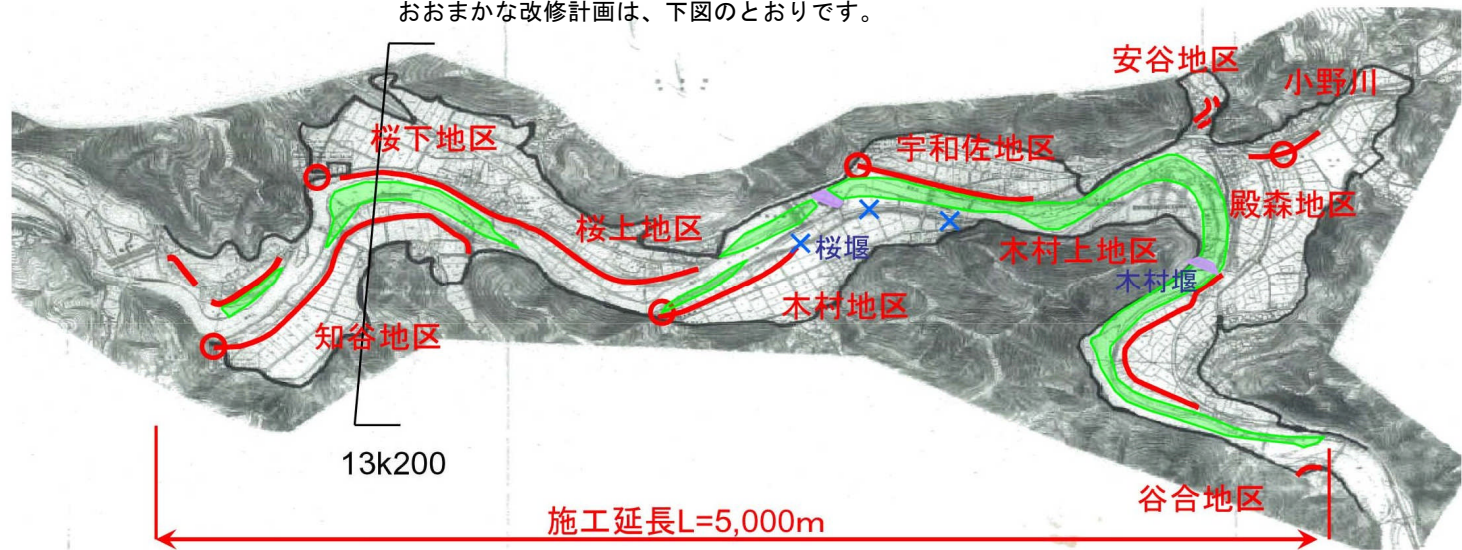 おおまかな改修計画は、下図のとおりです。
安谷地区
小野川
桜下地区
宇和佐地区
殿森地区
桜上地区
桜堰
木村上地区
木村堰
木村地区
知谷地区
13k200
谷合地区
施工延長L=5,000m